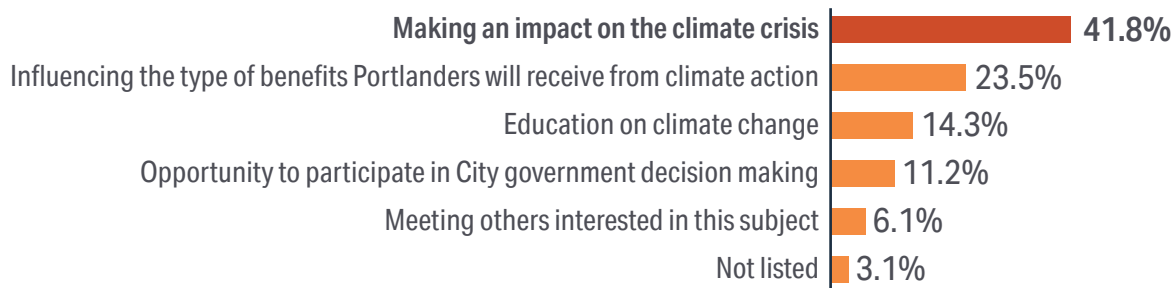 Making an impact on the climate crisis 41.8%
Influencing the type of benefits Portlanders will receive from climate action 23.5%
Education on climate change 14.3%
Opportunity to participate in City government decision making 11.2%
Meeting others interested in this subject 6.1%
Not listed 3.1%